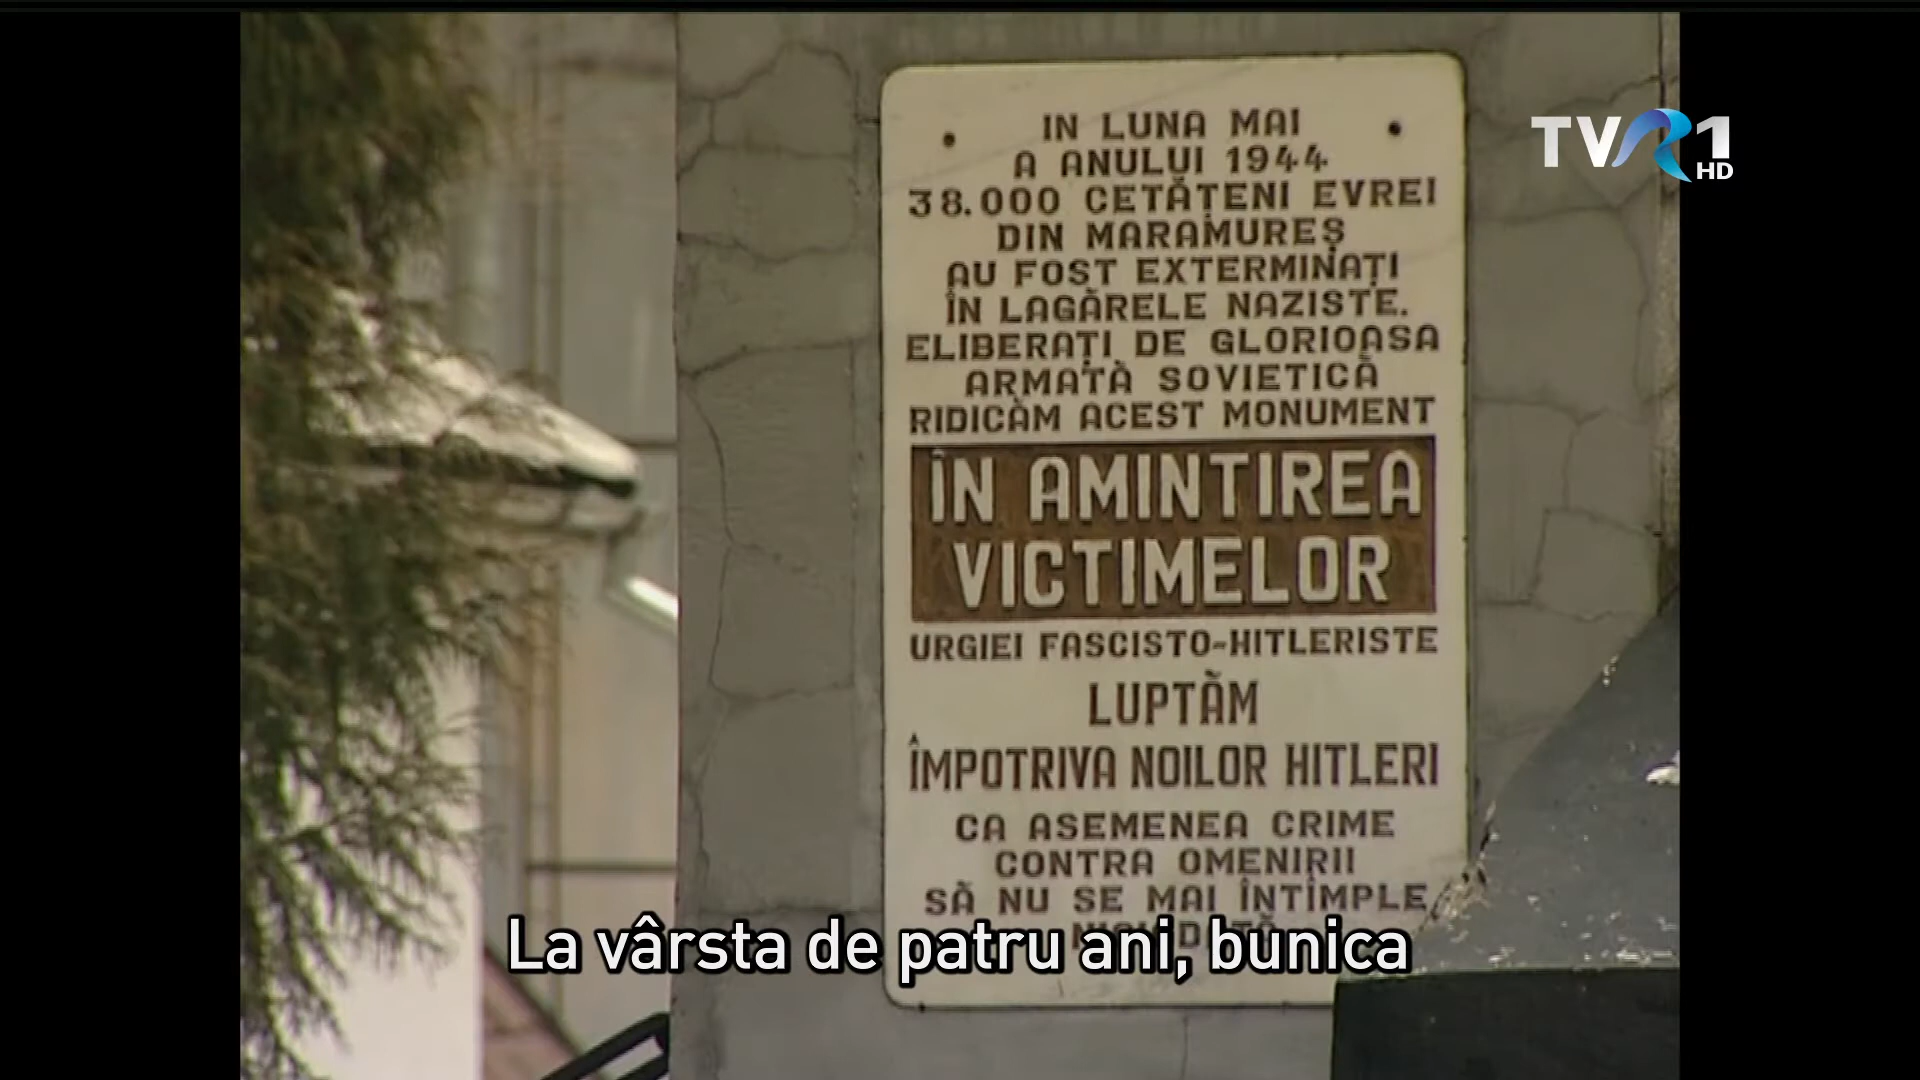 IN LUNA MAI
A ANULUI 1944
38.000 CETĂȚENI EVREI
DIN MARAMUREȘ
AU FOST EXTERMINAȚI
ÎN LAGĂRELE NAZISTE.
ELIBERAȚI DE GLORIOASA
ARMATĂ SOVIETICĂ
RIDICĂM ACEST MONUMENT
ÎN AMINTIREA
VICTIMELOR
URGIEI FASCISTO-HITLERISTE
LUPTĂM
ÎMPOTRIVA NOILOR HITLERI
CA ASEMENEA CRIME
CONTRA OMENIRII
SĂ NU SE MAI ÎNTÎMPLE
TVR1
HD
La vârsta de patru ani, bunica